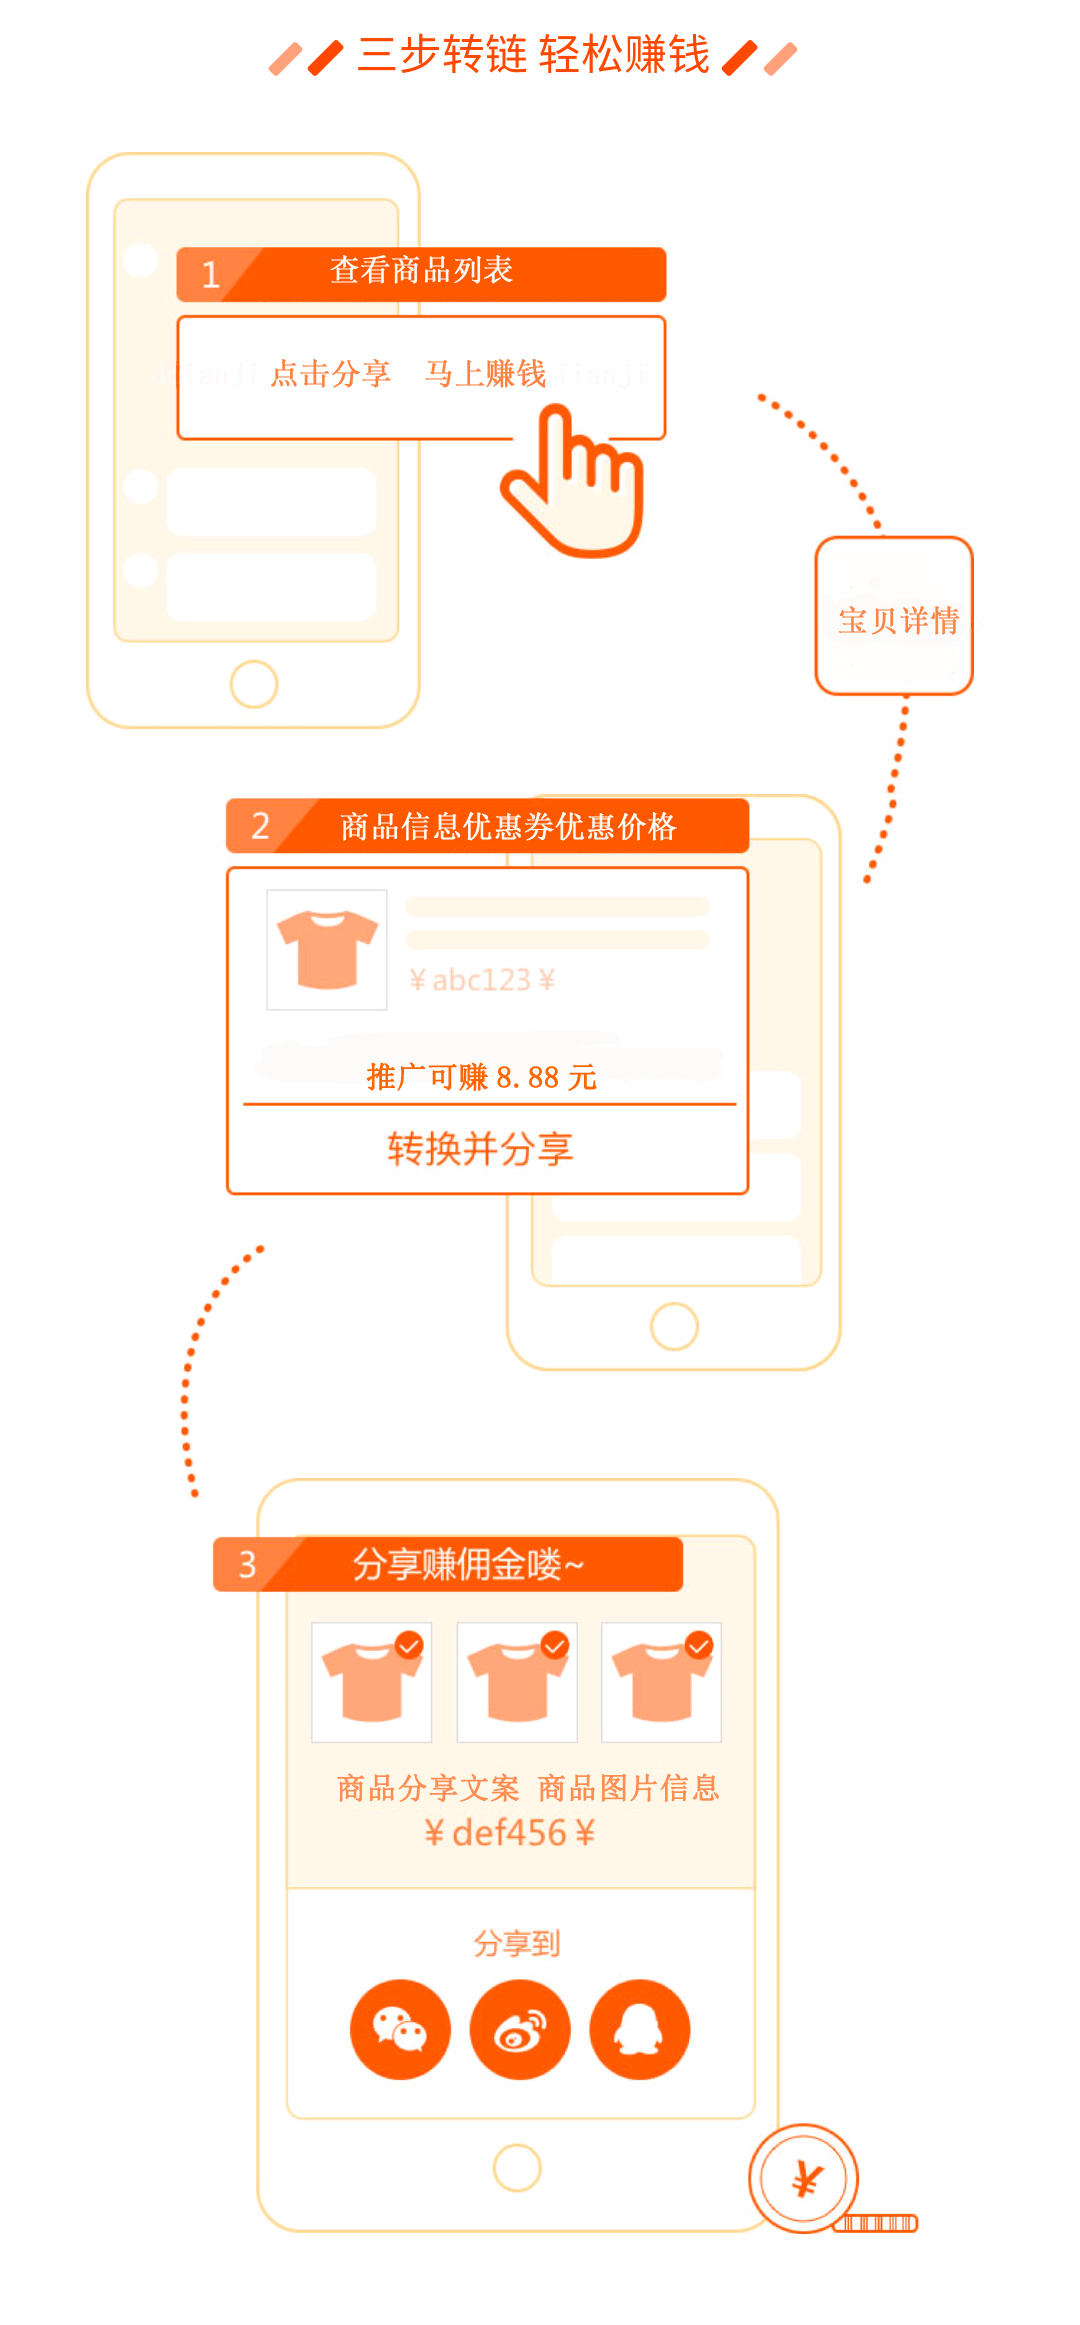 三步转链 轻松赚钱
1 查看商品列表
点击分享 马上赚钱
宝贝详情
2 商品信息优惠券优惠价格
¥abc123¥
推广可赚8.88元
转换并分享
3 分享赚佣金喽~
商品分享文案 商品图片信息
¥def456¥
分享到
¥